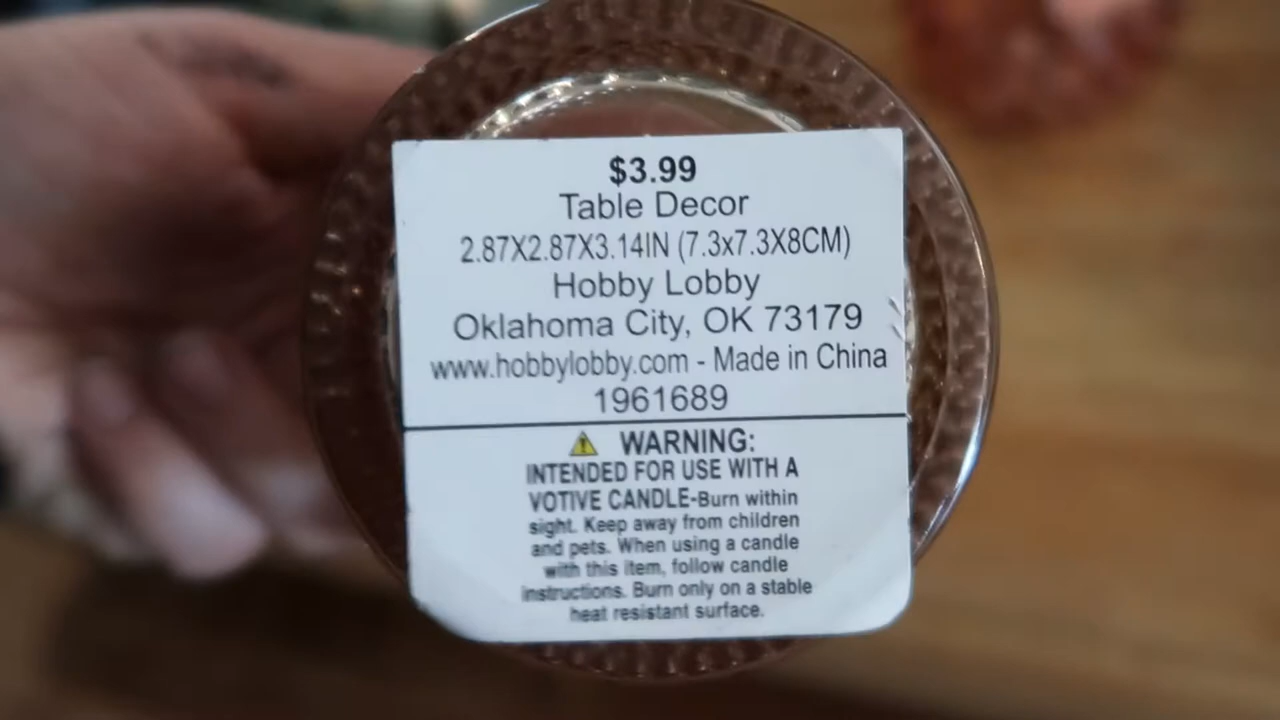 $3.99
Table Decor
2.87X2.87X3.14IN (7.3x7.3X8CM)
Hobby Lobby
Oklahoma City, OK 73179
www.hobbylobby.com - Made in China
1961689
WARNING:
INTENDED FOR USE WITH A
VOTIVE CANDLE-Burn within
sight. Keep away from children
and pets. When using a candle
with this item, follow candle
instructions. Burn only on a stable
heat resistant surface.